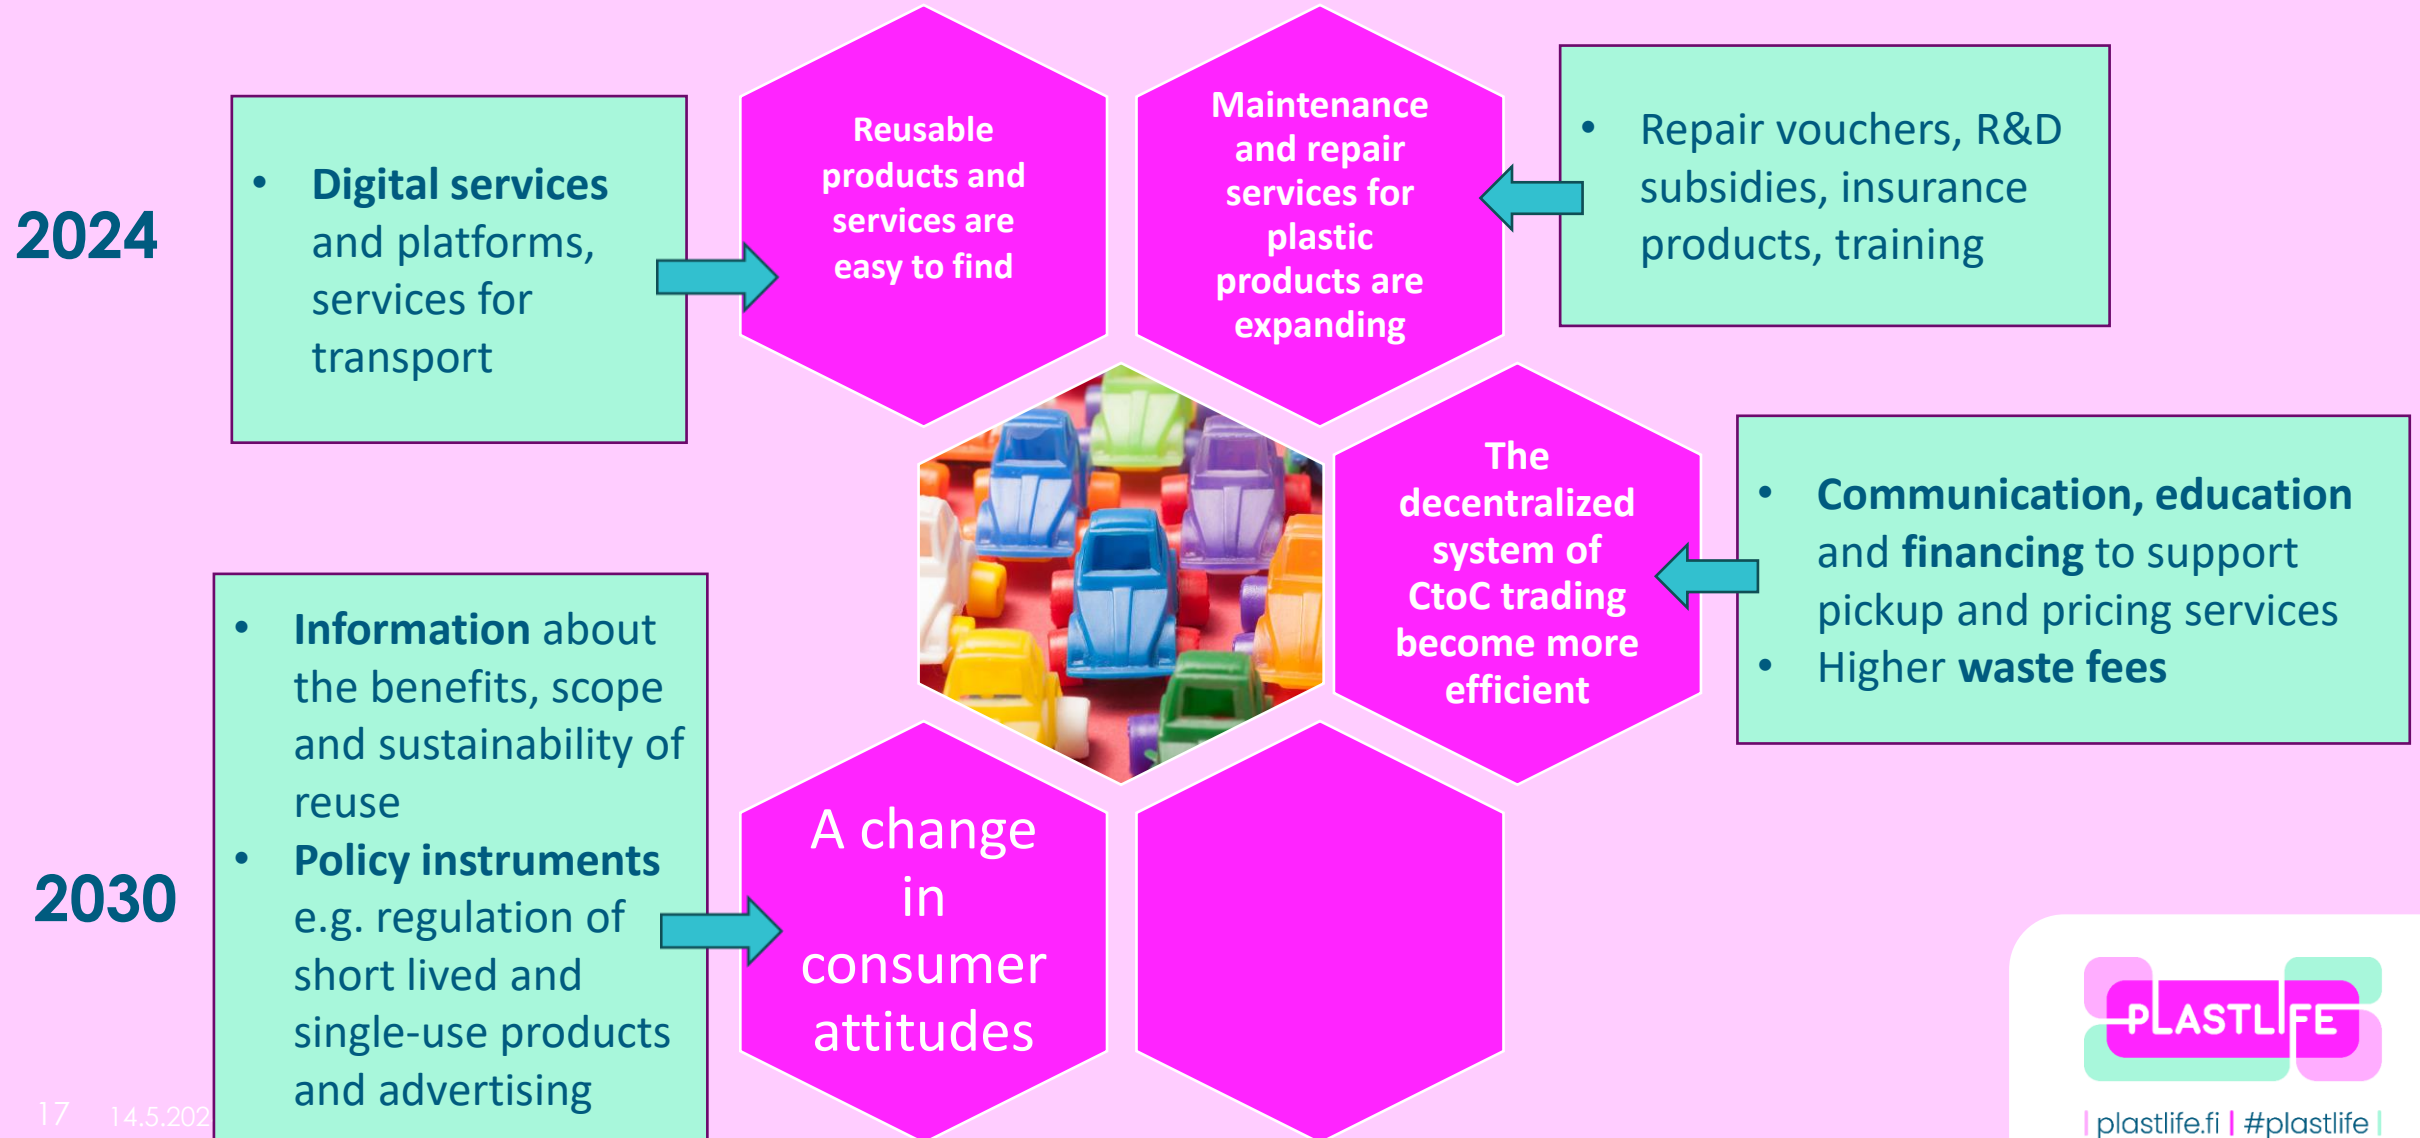 2024
• Digital services
and platforms,
services for
transport
Reusable
products and
services are
easy to find
Maintenance
and repair
services for
plastic
products are
expanding
• Repair vouchers, R&D
subsidies, insurance
products, training
The
decentralized
system of
CtoC trading
become more
efficient
• Communication, education
and financing to support
pickup and pricing services
• Higher waste fees
2030
• Information about
the benefits, scope
and sustainability of
reuse
• Policy instruments
e.g. regulation of
short lived and
single-use products
and advertising
A change
in
consumer
attitudes
17 14.5.202
PLASTLIFE
| plastlife.fi | #plastlife |